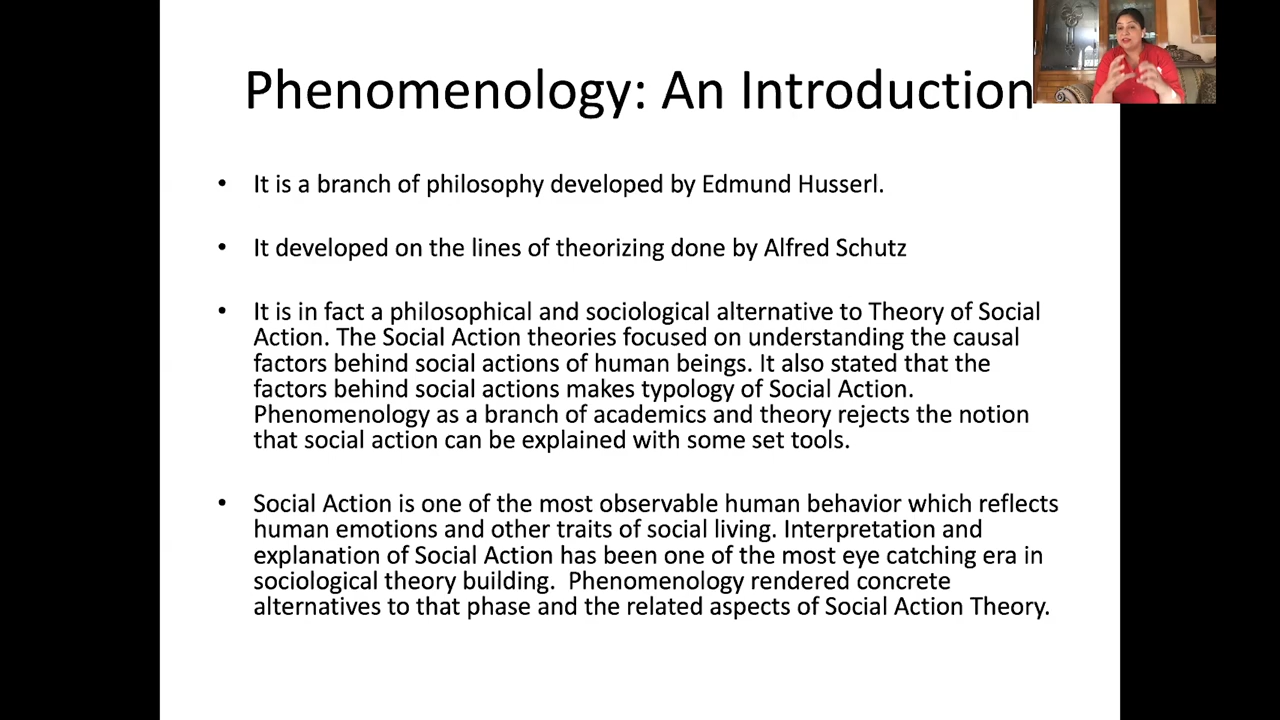 Phenomenology: An Introduction
• It is a branch of philosophy developed by Edmund Husserl.
• It developed on the lines of theorizing done by Alfred Schutz
• It is in fact a philosophical and sociological alternative to Theory of Social
Action. The Social Action theories focused on understanding the causal
factors behind social actions of human beings. It also stated that the
factors behind social actions makes typology of Social Action.
Phenomenology as a branch of academics and theory rejects the notion
that social action can be explained with some set tools.
• Social Action is one of the most observable human behavior which reflects
human emotions and other traits of social living. Interpretation and
explanation of Social Action has been one of the most eye catching era in
sociological theory building.  Phenomenology rendered concrete
alternatives to that phase and the related aspects of Social Action Theory.